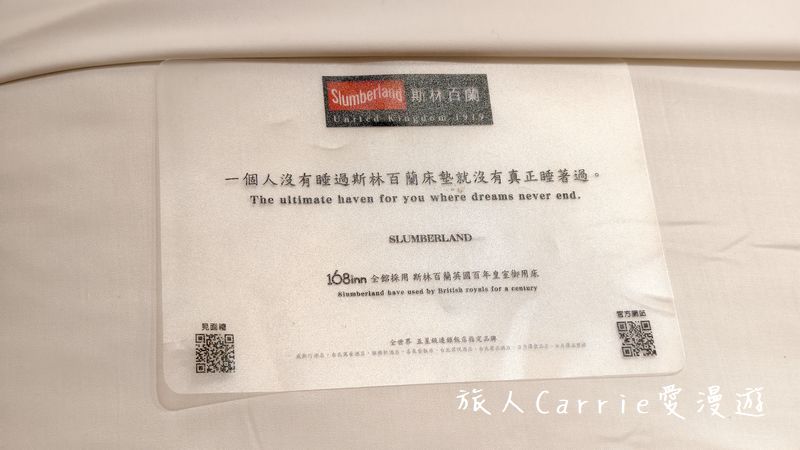 Slumberland 斯林百蘭
United Kingdom 1919
一個人沒有睡過斯林百蘭床墊就沒有真正睡著過。
The ultimate haven for you where dreams never end.
SLUMBERLAND
168inn 全館採用 斯林百蘭英國百年皇室御用床
Slumberland have used by British royals for a century
見面禮
官方網站
全世界 五星級連鎖飯店指定品牌
旅人Carrie愛漫遊